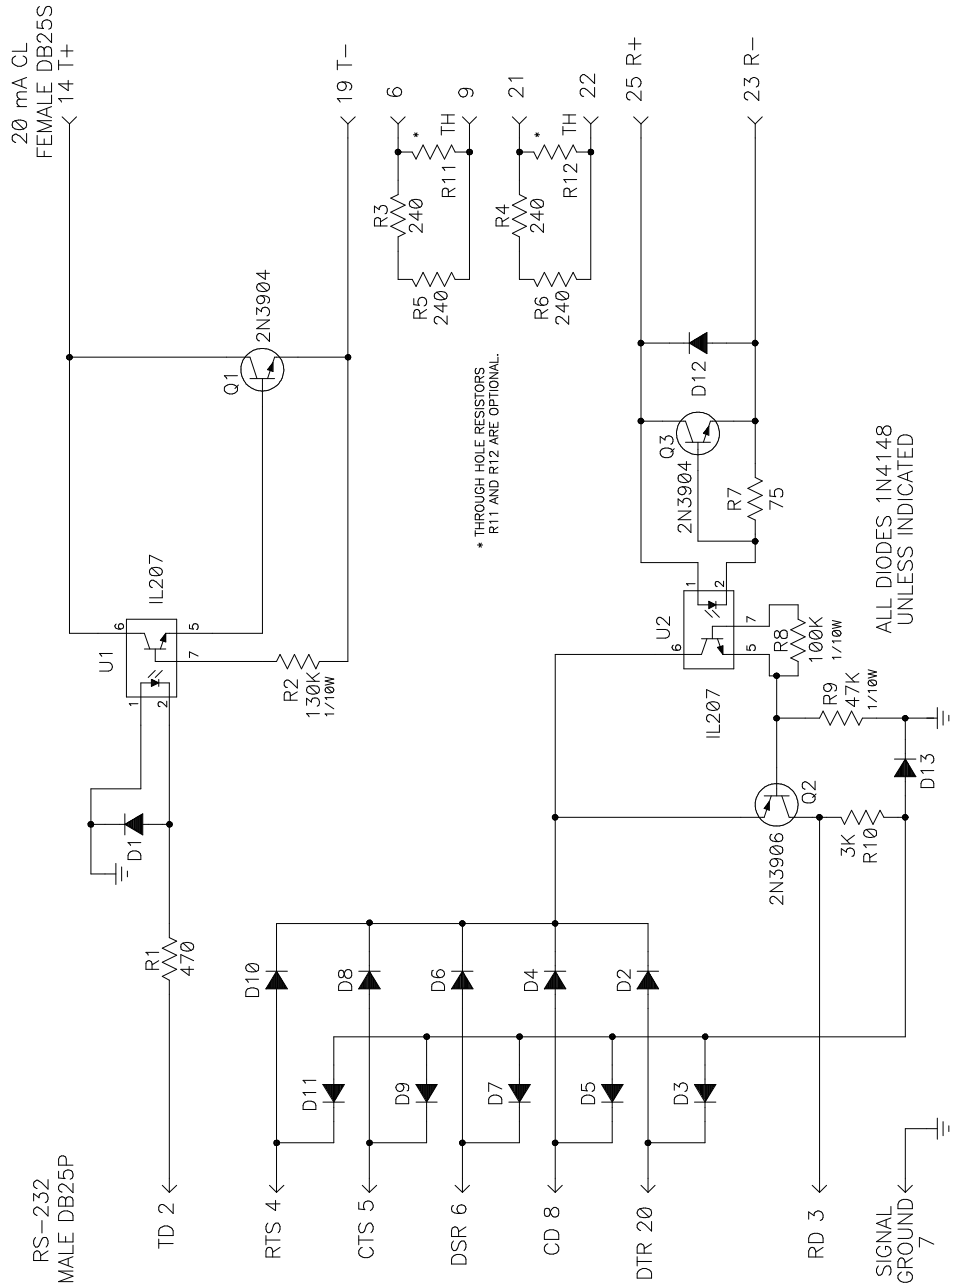 RS-232
MALE DB25P
TD 2
RTS 4
CTS 5
DSR 6
CD 8
DTR 20
RD 3
SIGNAL
GROUND
7
R1
470
D1
D10
D8
D6
D4
D2
D11
D9
D7
D5
D3
1
2
U1
6
5
7
IL207
R2
130K
1/10W
Q1
2N3904
20 mA CL
FEMALE DB25S
14 T+
19 T-
R3
240
R5
240
R11
*
TH
6
9
R4
240
R6
240
R12
*
TH
21
22
* THROUGH HOLE RESISTORS
R11 AND R12 ARE OPTIONAL.
25 R+
23 R-
D12
Q3
2N3904
R7
75
U2
1
2
6
5
7
IL207
R8
100K
1/10W
R9
47K
1/10W
Q2
2N3906
3K
R10
D13
ALL DIODES 1N4148
UNLESS INDICATED